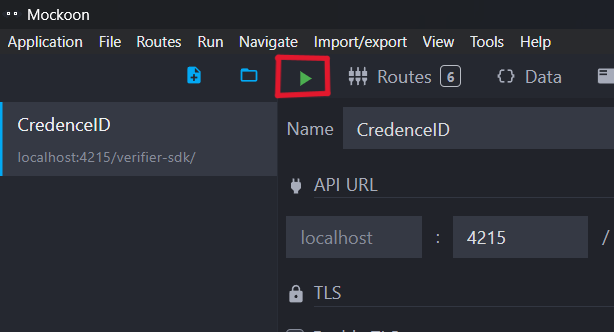 Mockoon
Application File Routes Run Navigate Import/export View Tools Help
Routes 6 {} Data
CredenceID
localhost:4215/verifier-sdk/
Name CredenceID
API URL
localhost : 4215 /
TLS